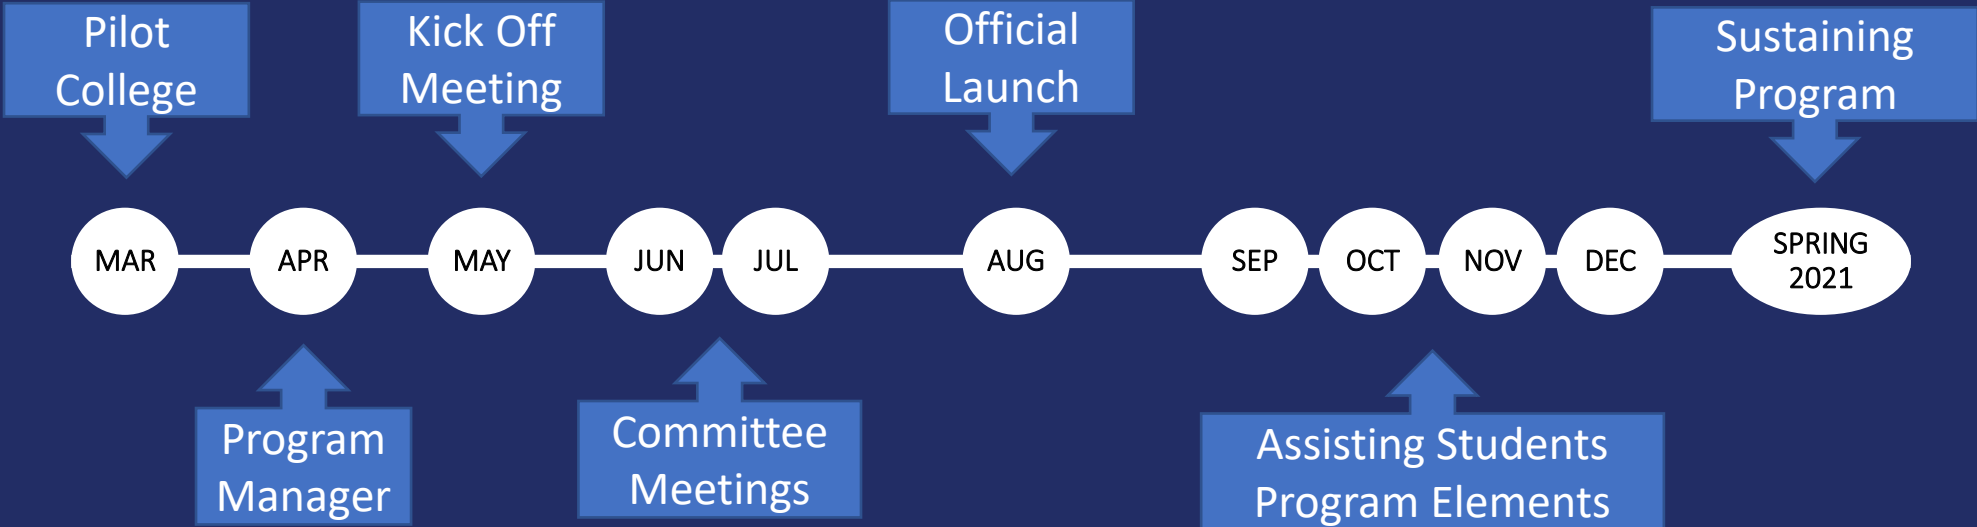 Pilot
College
Kick Off
Meeting
Official
Launch
Sustaining
Program
MAR
APR
MAY
JUN
JUL
AUG
SEP
OCT
NOV
DEC
SPRING
2021
Program
Manager
Committee
Meetings
Assisting Students
Program Elements